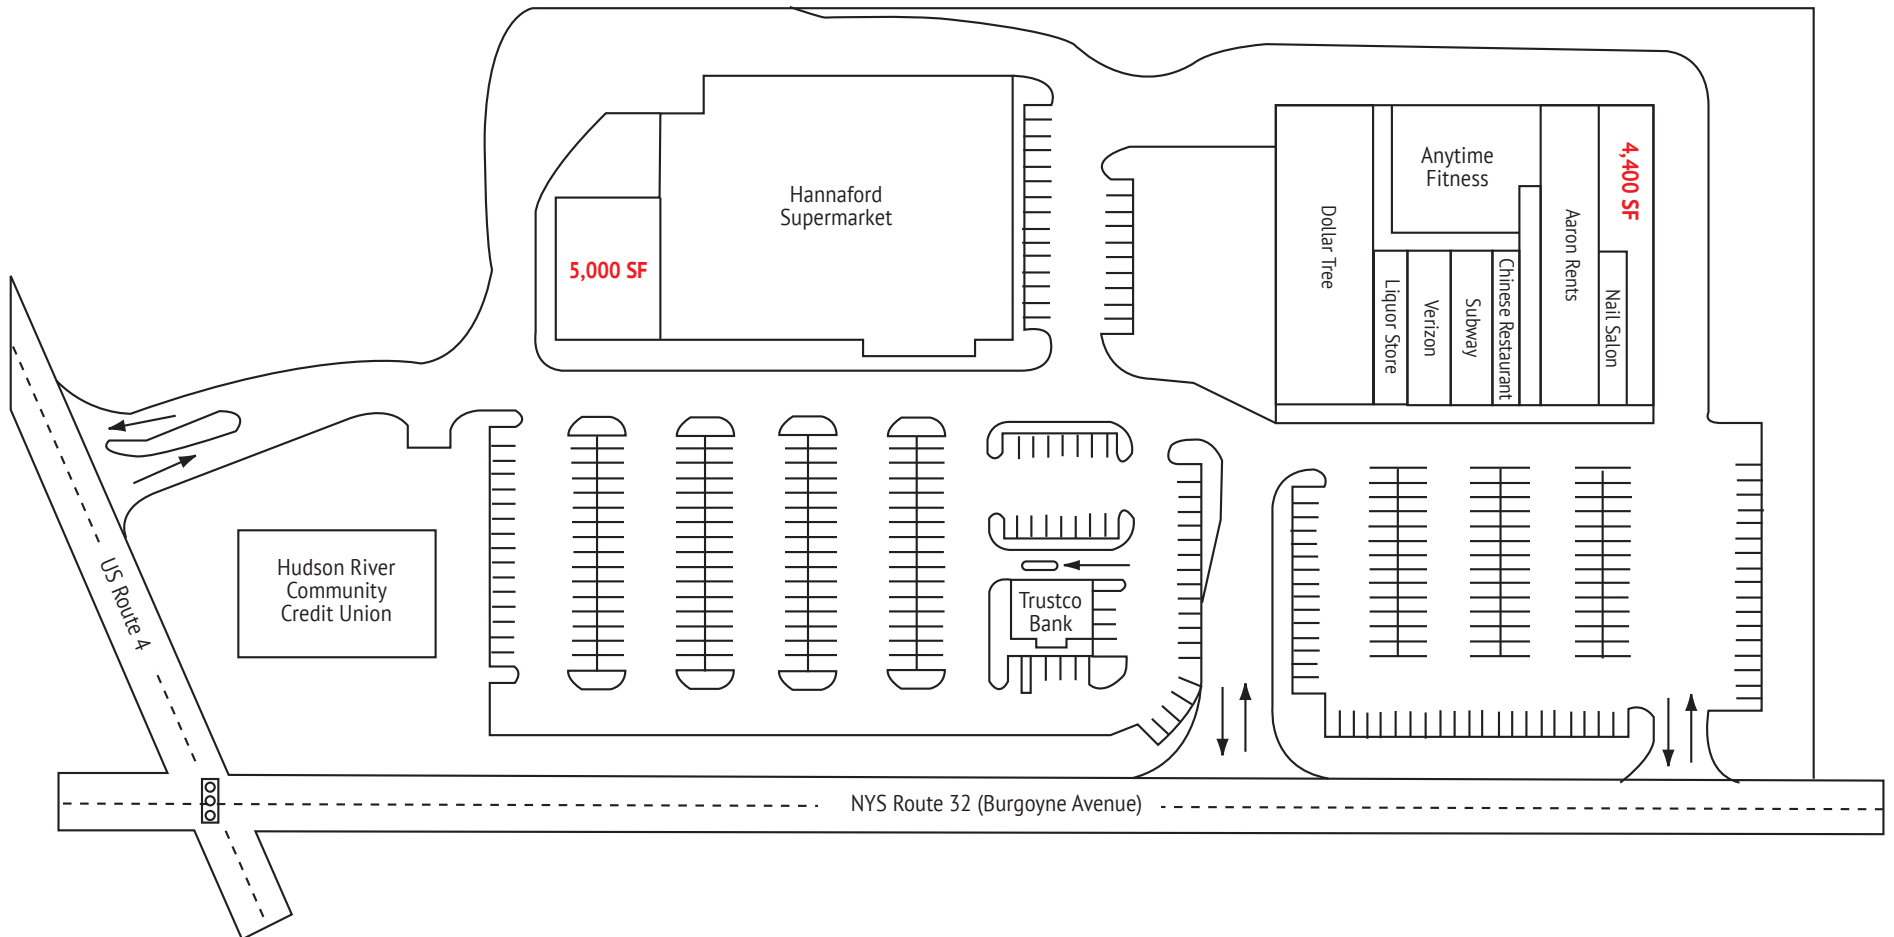 Hannaford
Supermarket
5,000 SF
Dollar Tree
Anytime
Fitness
Liquor Store
Verizon
Subway
Chinese Restaurant
Aaron Rents
4,400 SF
Nail Salon
US Route 4
Hudson River
Community
Credit Union
Trustco
Bank
NYS Route 32 (Burgoyne Avenue)